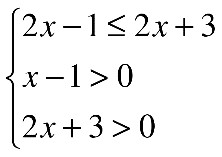 2x − 1 ≤ 2x + 3
x − 1 > 0
2x + 3 > 0